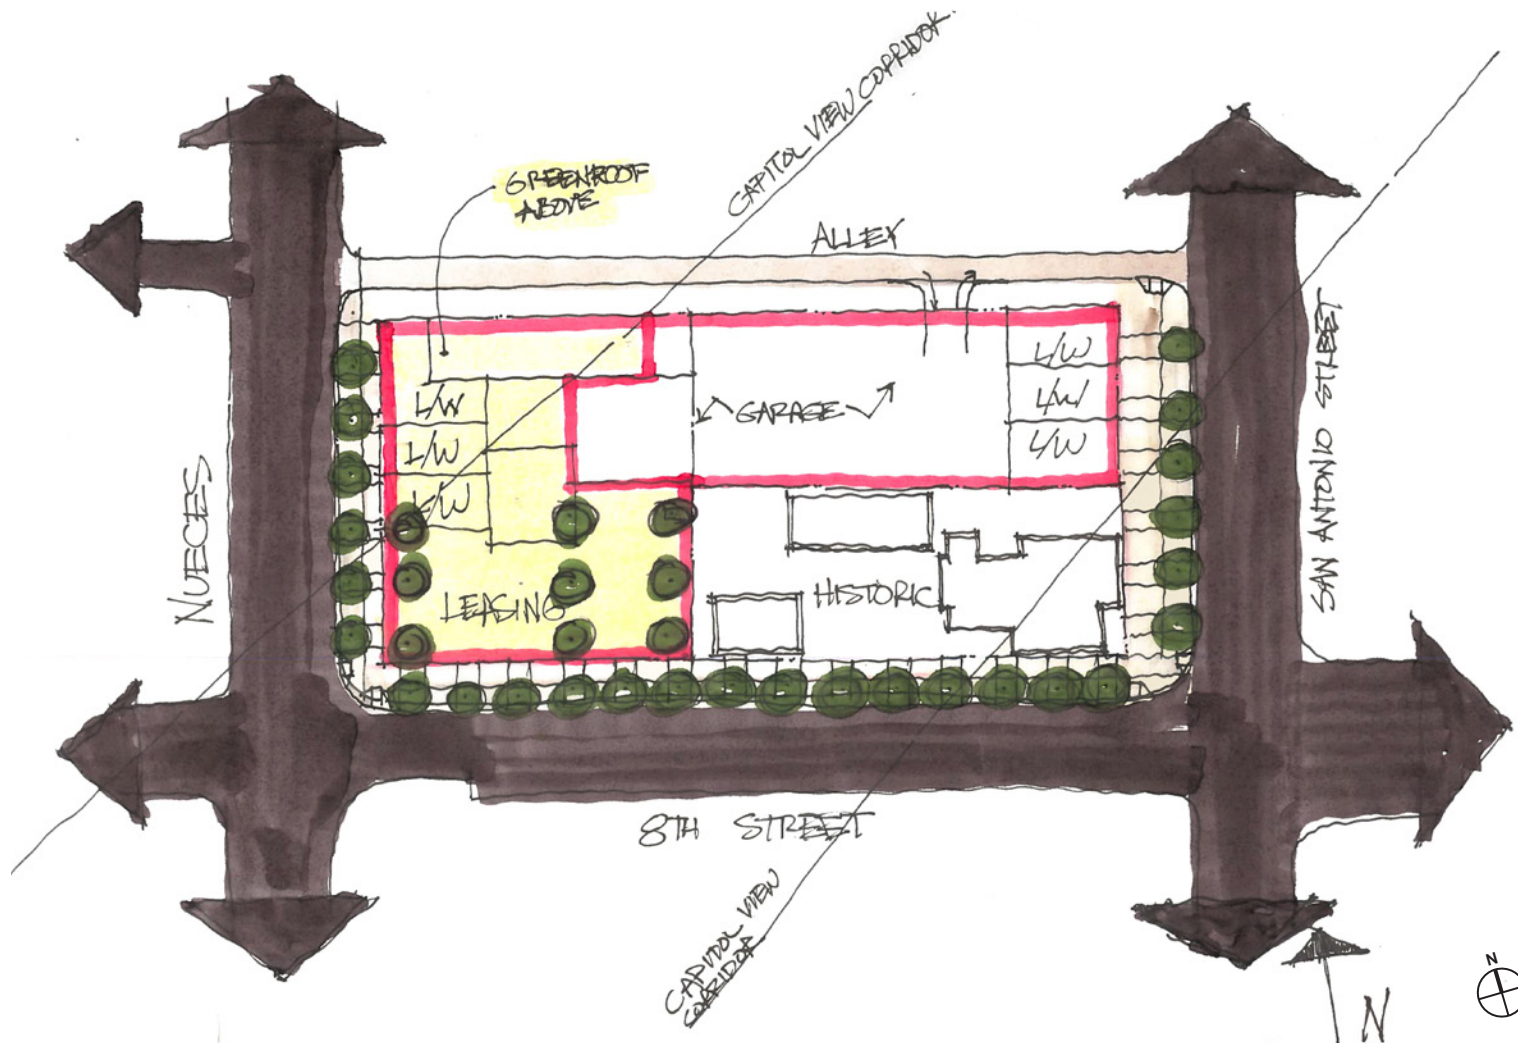 CAPITOL VIEW CORRIDOR
GREENROOF
ABOVE
ALLEY
L/W
L/W
L/W
GARAGE
L/W
L/W
L/W
NUECES
SAN ANTONIO STREET
LEASING
HISTORIC
8TH STREET
CAPITOL VIEW
CORRIDOR
N
N